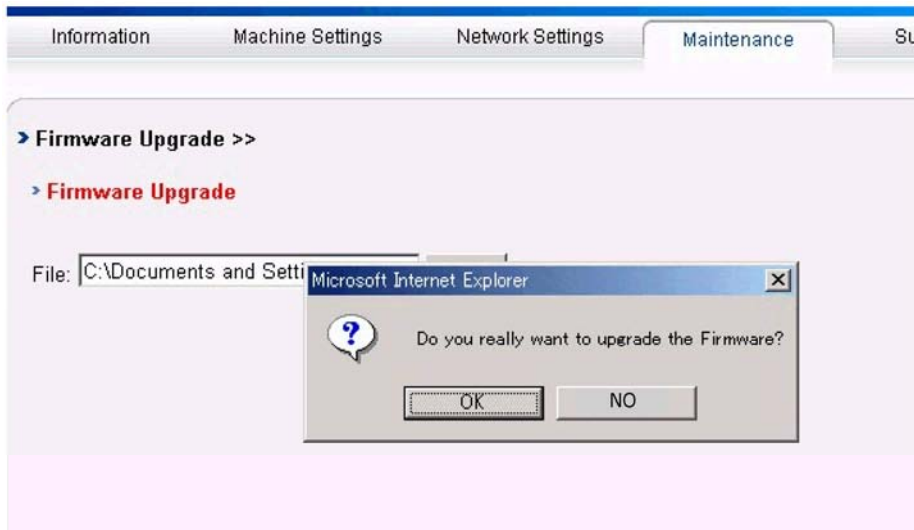 Information Machine Settings Network Settings Maintenance Su
Firmware Upgrade >>
Firmware Upgrade
File: C:\Documents and Setti
Microsoft Internet Explorer
Do you really want to upgrade the Firmware?
OK NO